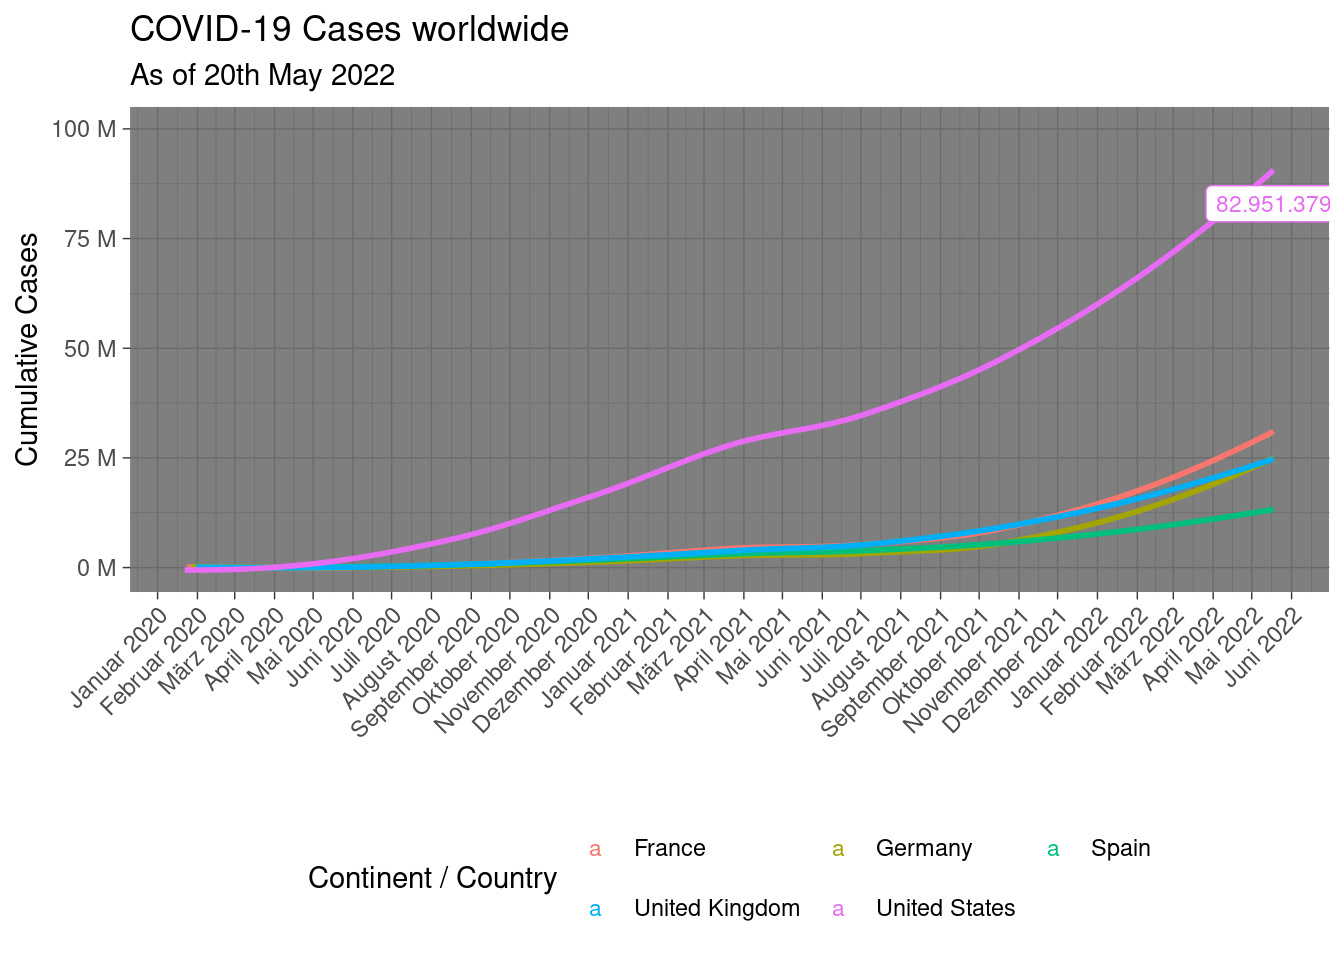 COVID-19 Cases worldwide
As of 20th May 2022
Cumulative Cases
100 M
75 M
50 M
25 M
0 M
82.951.379
Januar 2020
Februar 2020
März 2020
April 2020
Mai 2020
Juni 2020
Juli 2020
August 2020
September 2020
Oktober 2020
November 2020
Dezember 2020
Januar 2021
Februar 2021
März 2021
April 2021
Mai 2021
Juni 2021
Juli 2021
August 2021
September 2021
Oktober 2021
November 2021
Dezember 2021
Januar 2022
Februar 2022
März 2022
April 2022
Mai 2022
Juni 2022
Continent / Country
a France a Germany a Spain
a United Kingdom a United States